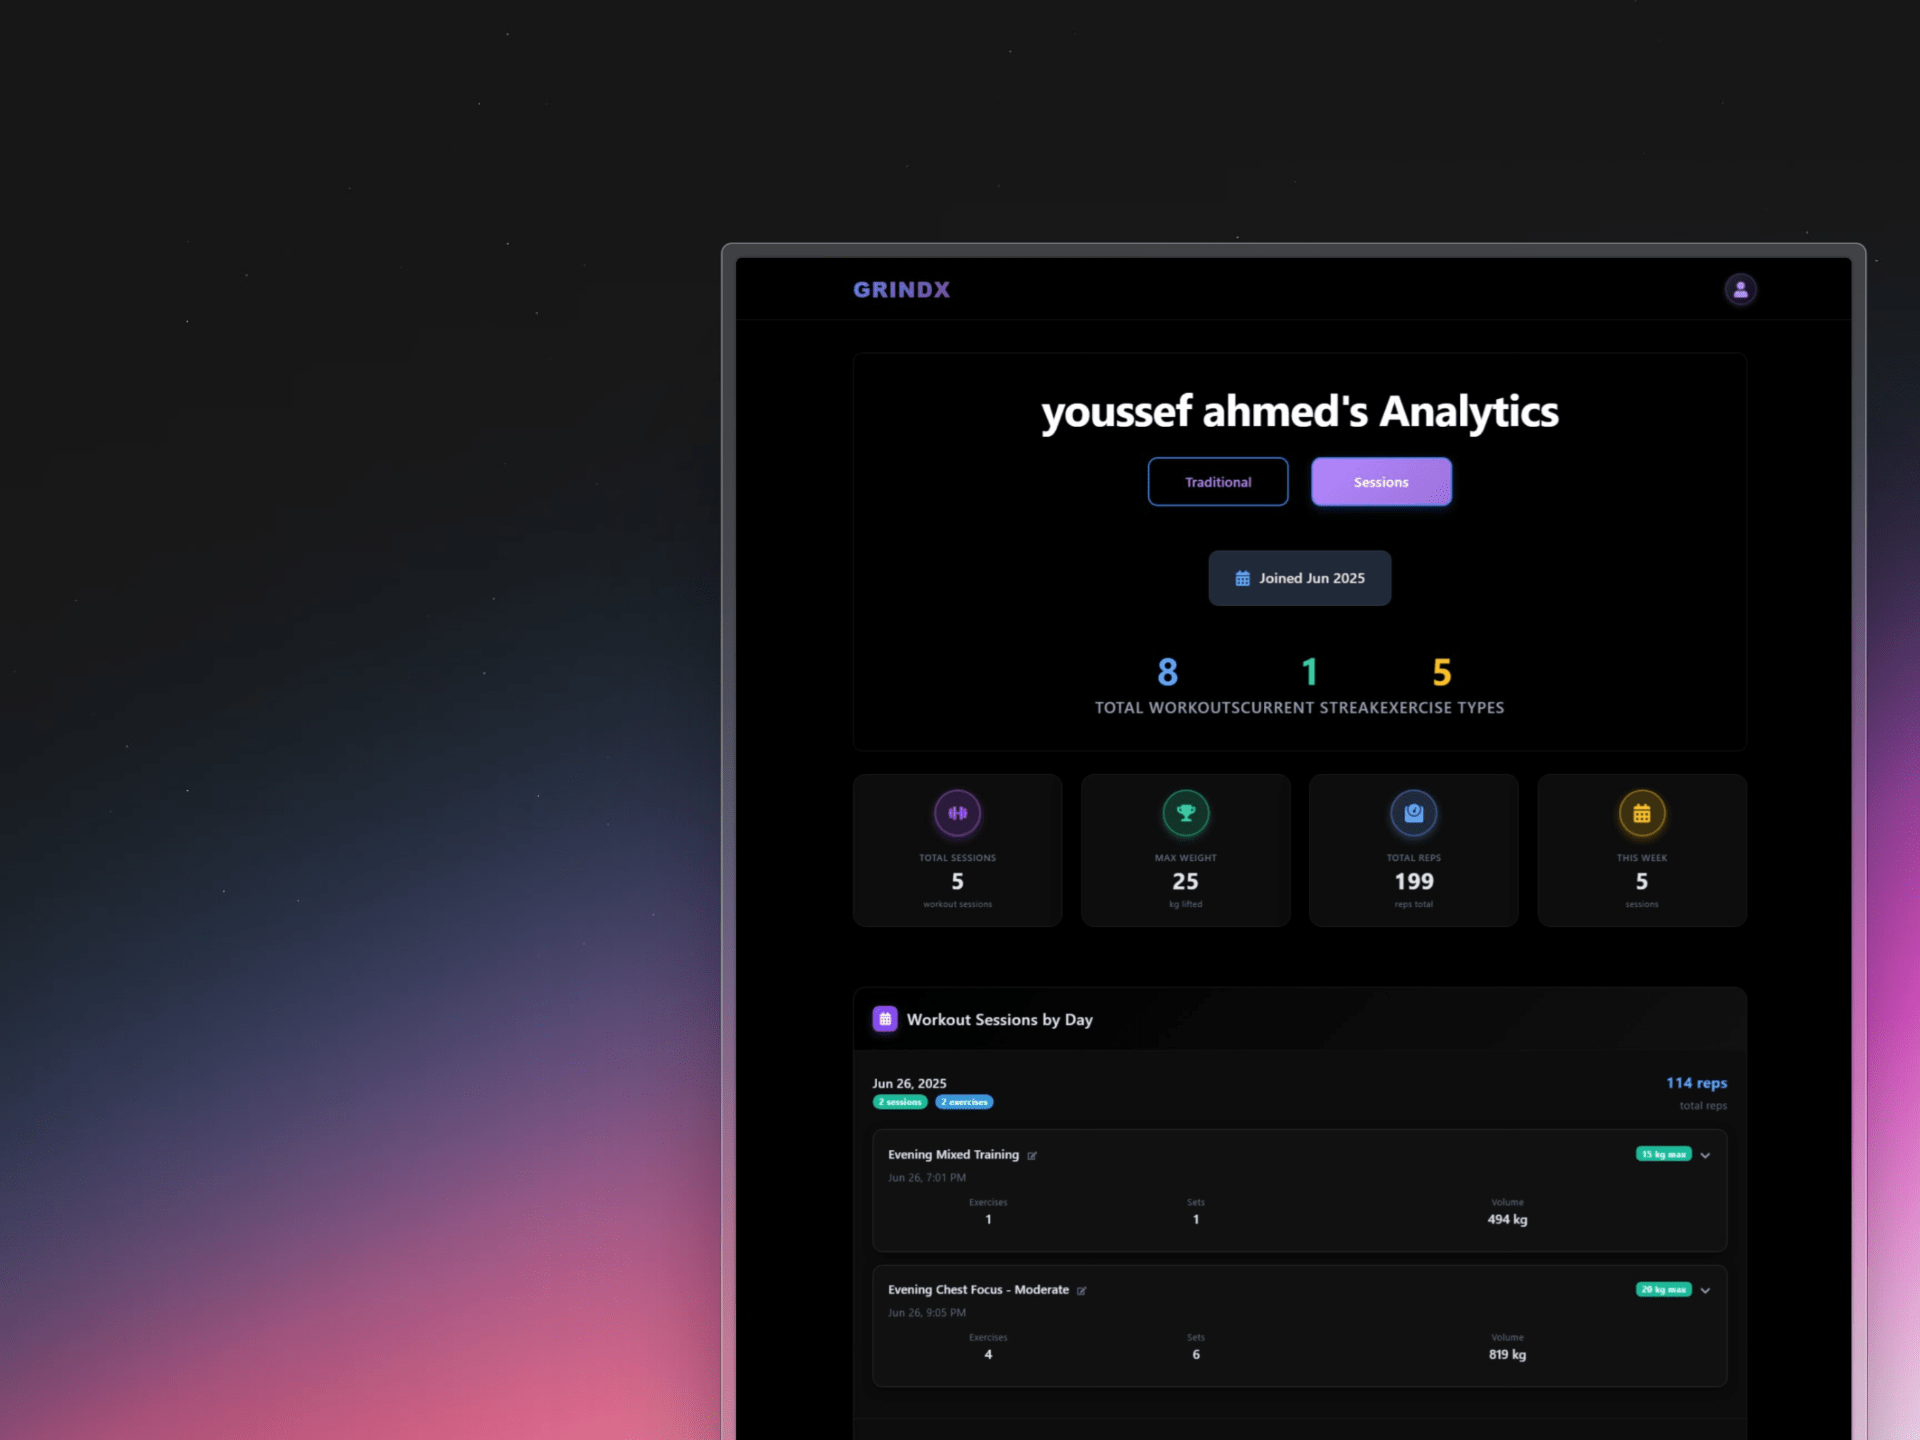 GRINDX
youssef ahmed's Analytics
Traditional
Sessions
Joined Jun 2025
8 1 5
TOTAL WORKOUTSCURRENT STREAKEXERCISE TYPES
TOTAL SESSIONS
5
workout sessions
MAX WEIGHT
25
kg lifted
TOTAL REPS
199
reps total
THIS WEEK
5
sessions
Workout Sessions by Day
Jun 26, 2025
2 sessions 2 exercises
114 reps
total reps
Evening Mixed Training
15 kg max
Jun 26, 7:01 PM
Exercises Sets Volume
1 1 494 kg
Evening Chest Focus - Moderate
20 kg max
Jun 26, 9:05 PM
Exercises Sets Volume
4 6 819 kg